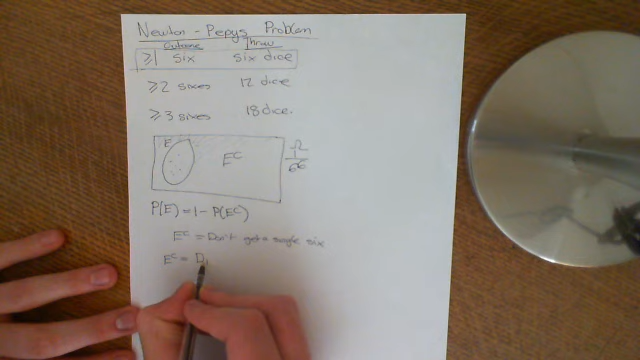 Newton - Pepys Problem
Outcome Throw
≥1 six six dice
≥2 sixes 12 dice
≥3 sixes 18 dice.
E E^c Ω
6^6
P(E) = 1 - P(E^c)
E^c = Don't get a single six
E^c = D